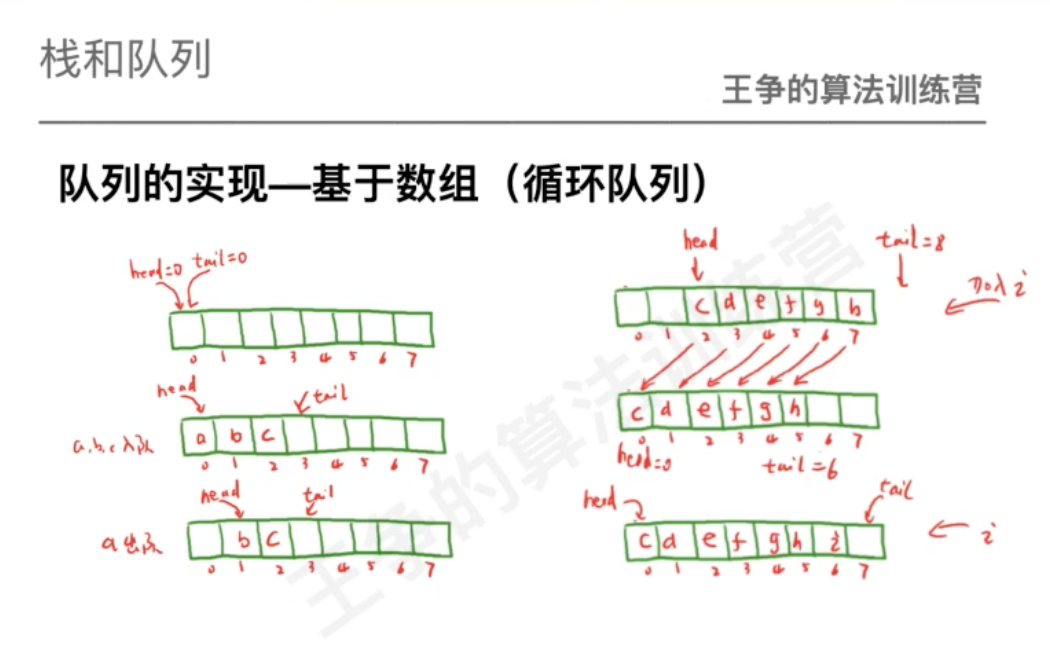 栈和队列
王争的算法训练营
队列的实现—基于数组（循环队列）
head=0 tail=0
0 1 2 3 4 5 6 7
head tail
a b c
a,b,c入队
0 1 2 3 4 5 6 7
head tail
b c
a出队
0 1 2 3 4 5 6 7
head tail=8
c d e f g h
加入i
0 1 2 3 4 5 6 7
c d e f g h
0 1 2 3 4 5 6 7
head=0 tail=6
head tail
c d e f g h i
i
0 1 2 3 4 5 6 7
王争的算法训练营